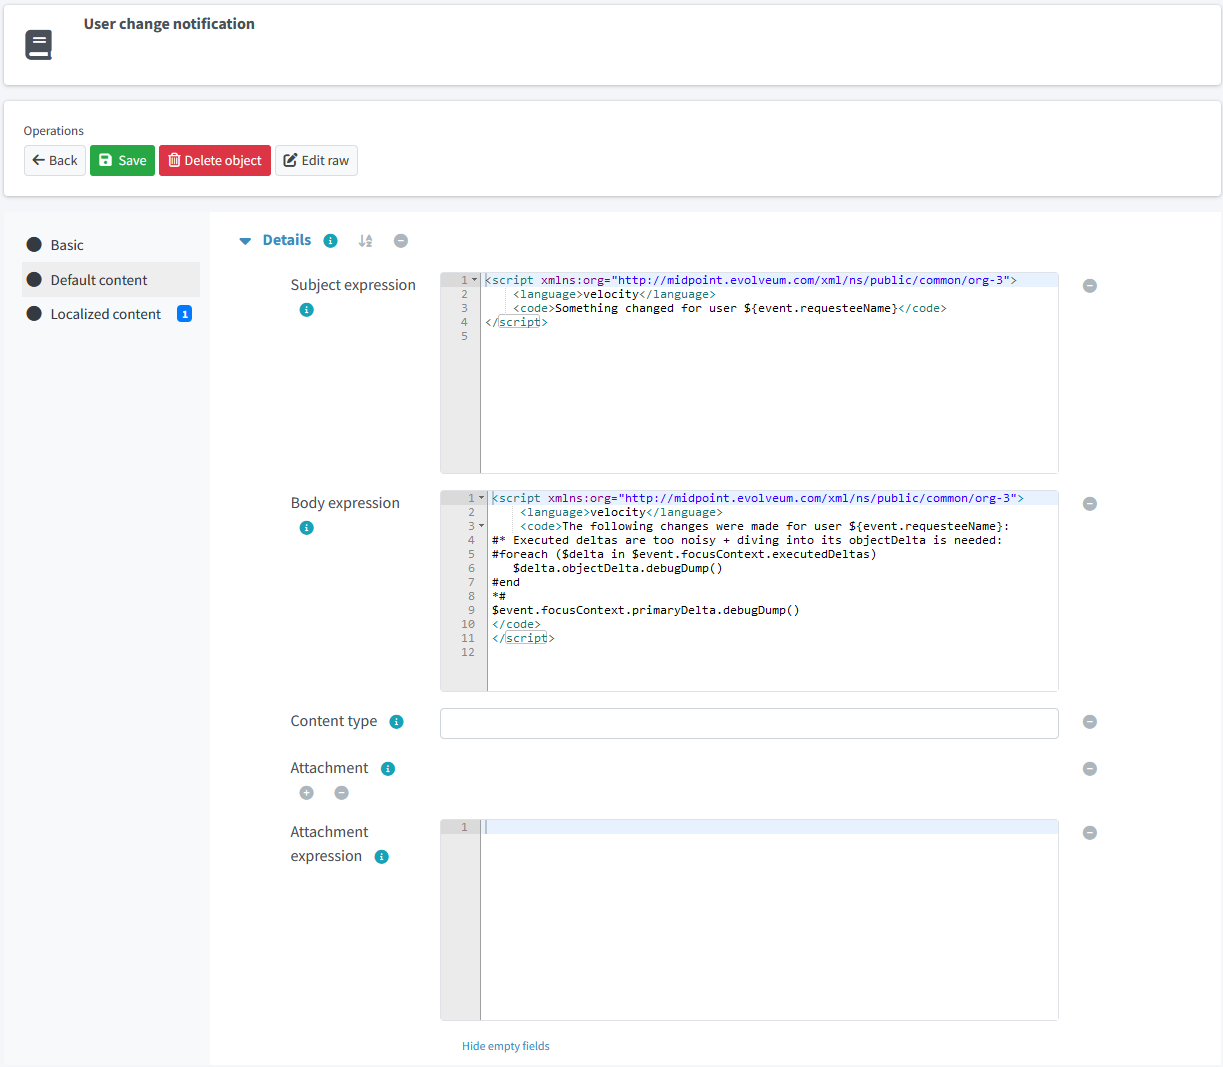 User change notification
Operations
Back Save Delete object Edit raw
Basic
Default content
Localized content 1
Details
Subject expression
1 <script xmlns:org="http://midpoint.evolveum.com/xml/ns/public/common/org-3">
2 <language>velocity</language>
3 <code>Something changed for user ${event.requesteeName}</code>
4 </script>
5
Body expression
1 <script xmlns:org="http://midpoint.evolveum.com/xml/ns/public/common/org-3">
2 <language>velocity</language>
3 <code>The following changes were made for user ${event.requesteeName}:
4 #* Executed deltas are too noisy + diving into its objectDelta is needed:
5 #foreach ($delta in $event.focusContext.executedDeltas)
6 $delta.objectDelta.debugDump()
7 #end
8 *#
9 $event.focusContext.primaryDelta.debugDump()
10 </code>
11 </script>
12
Content type
Attachment
Attachment
expression
1
Hide empty fields